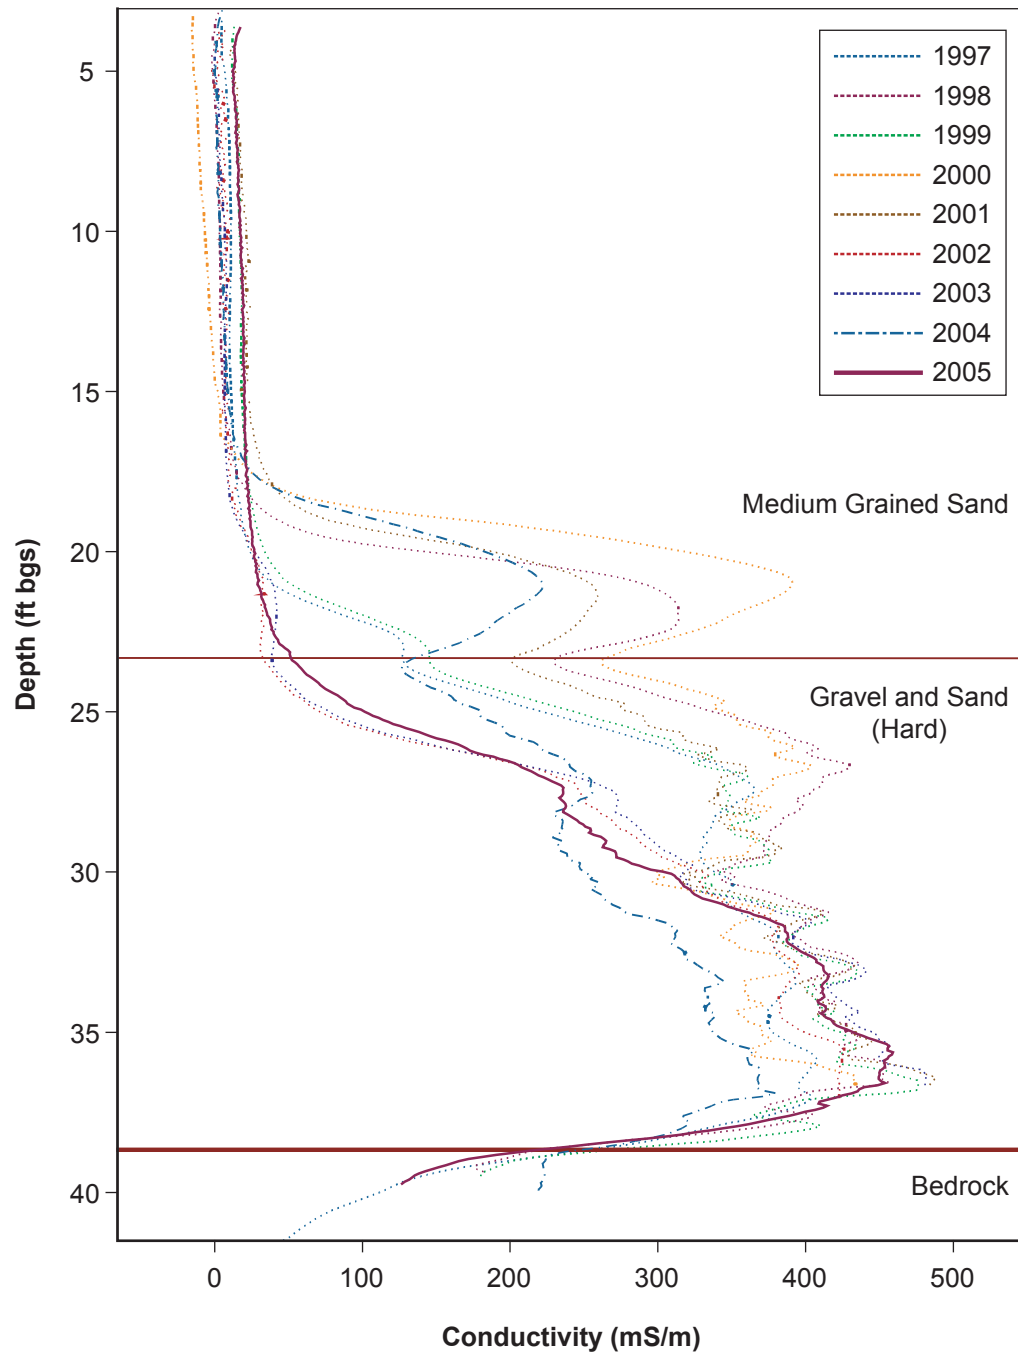 1997
1998
1999
2000
2001
2002
2003
2004
2005
5
10
15
20
25
30
35
40
Depth (ft bgs)
Medium Grained Sand
Gravel and Sand
(Hard)
Bedrock
0 100 200 300 400 500
Conductivity (mS/m)